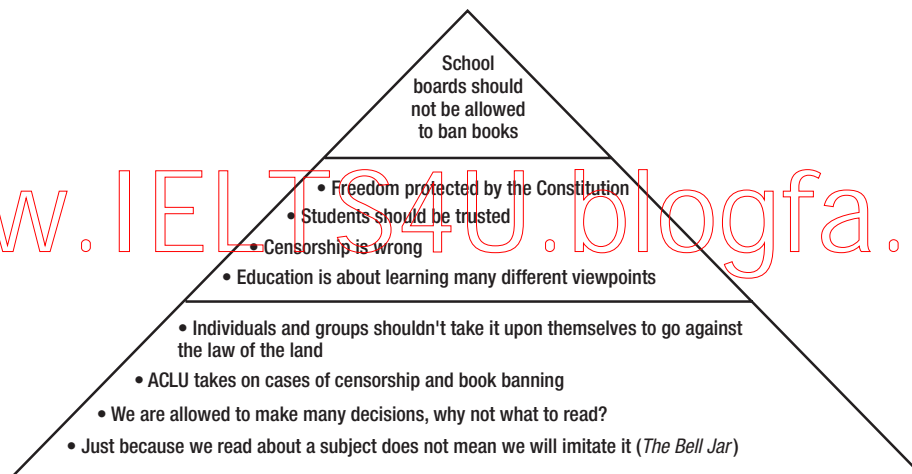 School
boards should
not be allowed
to ban books
• Freedom protected by the Constitution
• Students should be trusted
• Censorship is wrong
• Education is about learning many different viewpoints
w.IELTS4U.blogfa.
• Individuals and groups shouldn't take it upon themselves to go against
the law of the land
• ACLU takes on cases of censorship and book banning
• We are allowed to make many decisions, why not what to read?
• Just because we read about a subject does not mean we will imitate it (The Bell Jar)